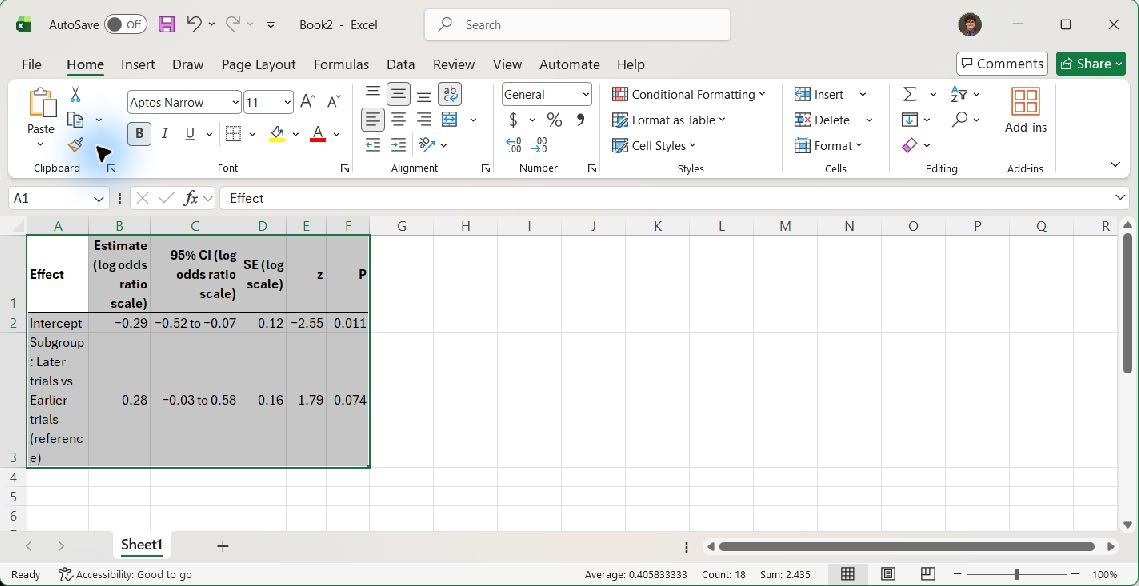 AutoSave Off Book2 - Excel Search
File Home Insert Draw Page Layout Formulas Data Review View Automate Help Comments Share
Paste Aptos Narrow 11 General Conditional Formatting Insert Add-ins
B I U A $ % Format as Table Delete
Cell Styles Format
Clipboard Font Alignment Number Styles Cells Editing Add-ins
A1 fx Effect
A B C D E F G H I J K L M N O P Q R
Estimate
(log odds
ratio
scale)
95% CI (log
odds ratio
scale)
SE (log
scale)
Effect z P
1
2 Intercept −0.29 −0.52 to −0.07 0.12 −2.55 0.011
Subgroup
: Later
trials vs
Earlier 0.28 −0.03 to 0.58 0.16 1.79 0.074
trials
(referenc
3 e)
4
5
6
Sheet1
Ready Accessibility: Good to go Average: 0.405833333 Count: 18 Sum: 2.435 100%